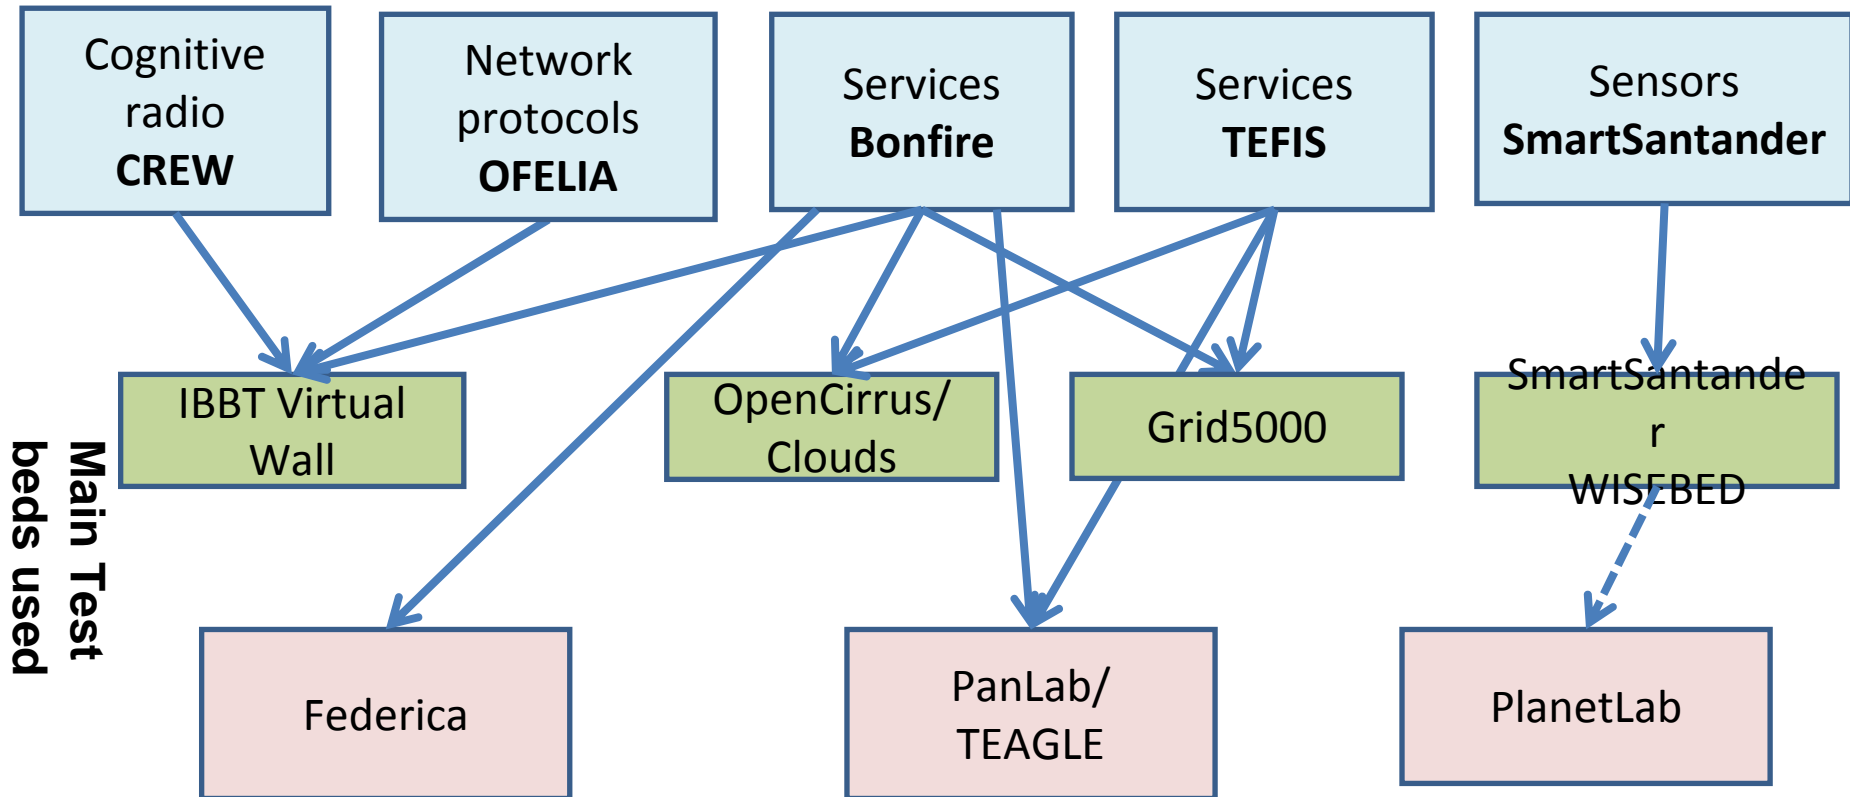 Cognitive
radio
CREW
Network
protocols
OFELIA
Services
Bonfire
Services
TEFIS
Sensors
SmartSantander
IBBT Virtual
Wall
OpenCirrus/
Clouds
Grid5000
SmartSantande
r
WISEBED
Main Test
beds used
Federica
PanLab/
TEAGLE
PlanetLab